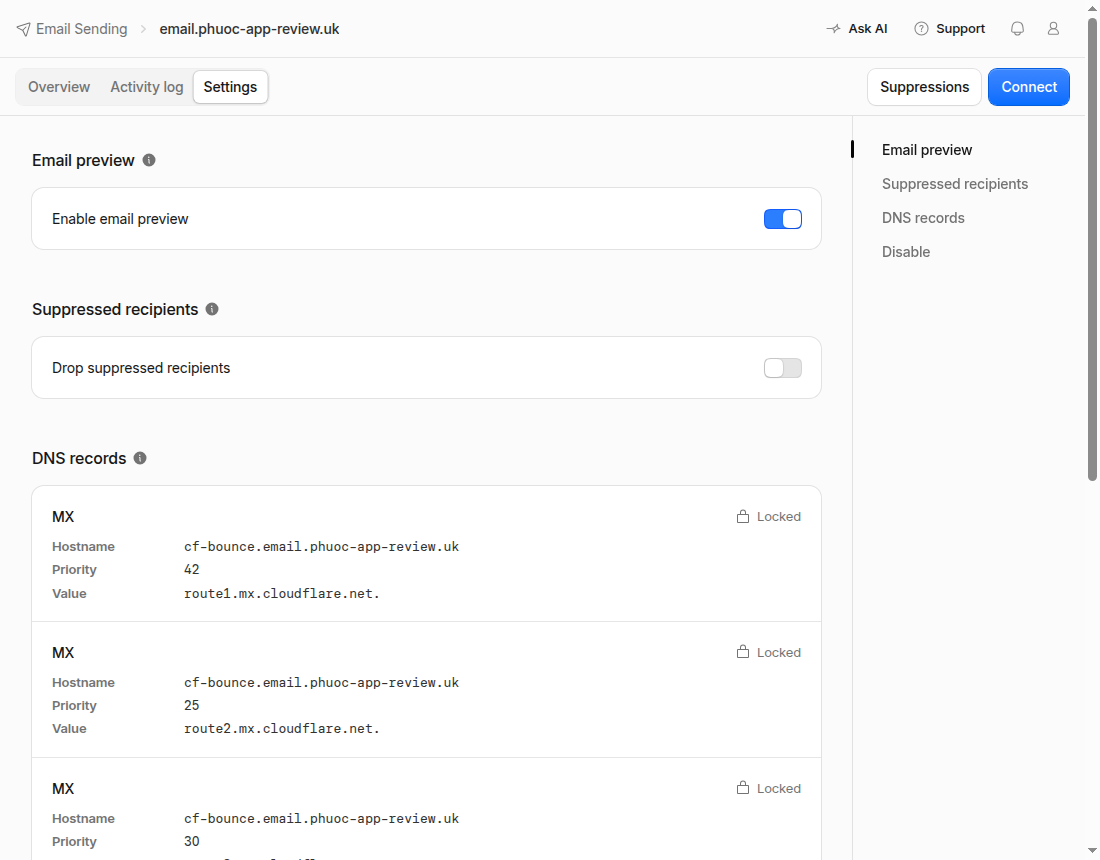 Email Sending > email.phuoc-app-review.uk
Ask AI
Support
Overview
Activity log
Settings
Suppressions
Connect
Email preview
Enable email preview
Suppressed recipients
Drop suppressed recipients
DNS records
MX
Locked
Hostname cf-bounce.email.phuoc-app-review.uk
Priority 42
Value route1.mx.cloudflare.net.
MX
Locked
Hostname cf-bounce.email.phuoc-app-review.uk
Priority 25
Value route2.mx.cloudflare.net.
MX
Locked
Hostname cf-bounce.email.phuoc-app-review.uk
Priority 30
Email preview
Suppressed recipients
DNS records
Disable